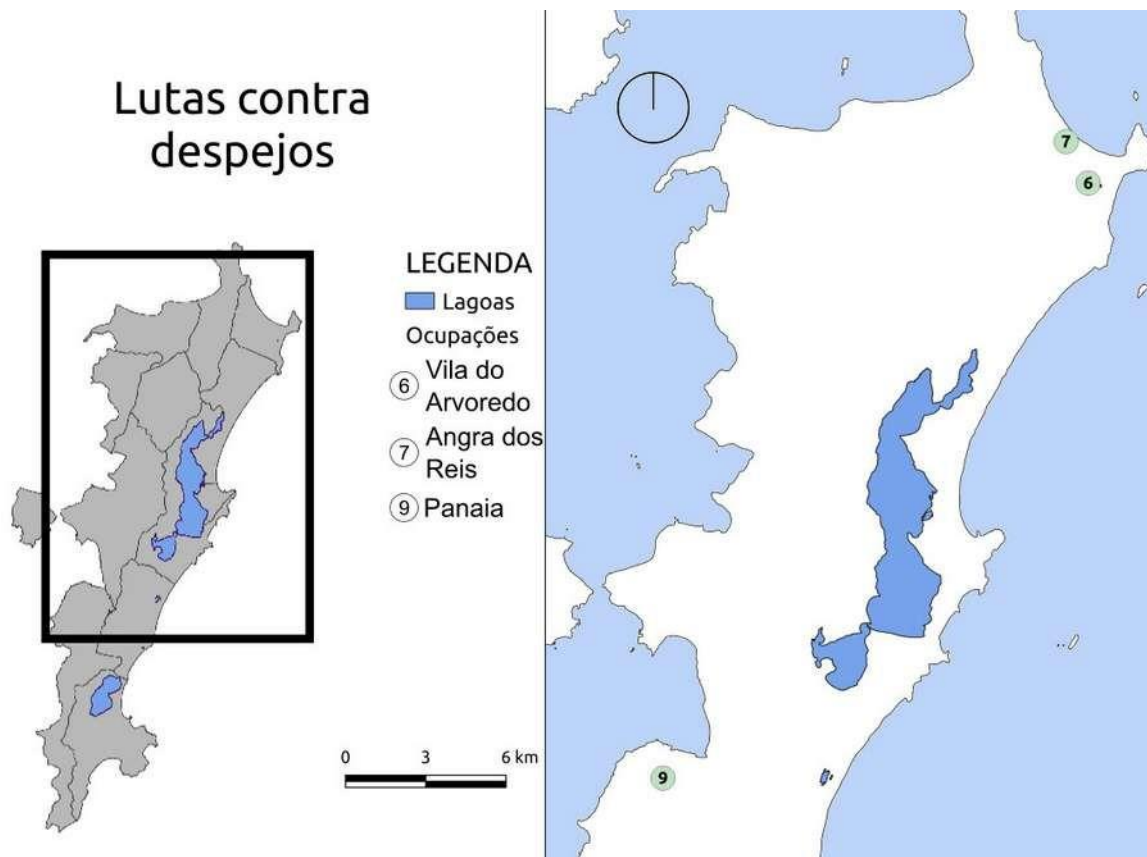 Lutas contra
despejos
LEGENDA
Lagoas
Ocupações
6 Vila do
Arvoredo
7 Angra dos
Reis
9 Panaia
0 3 6 km
7
6
9